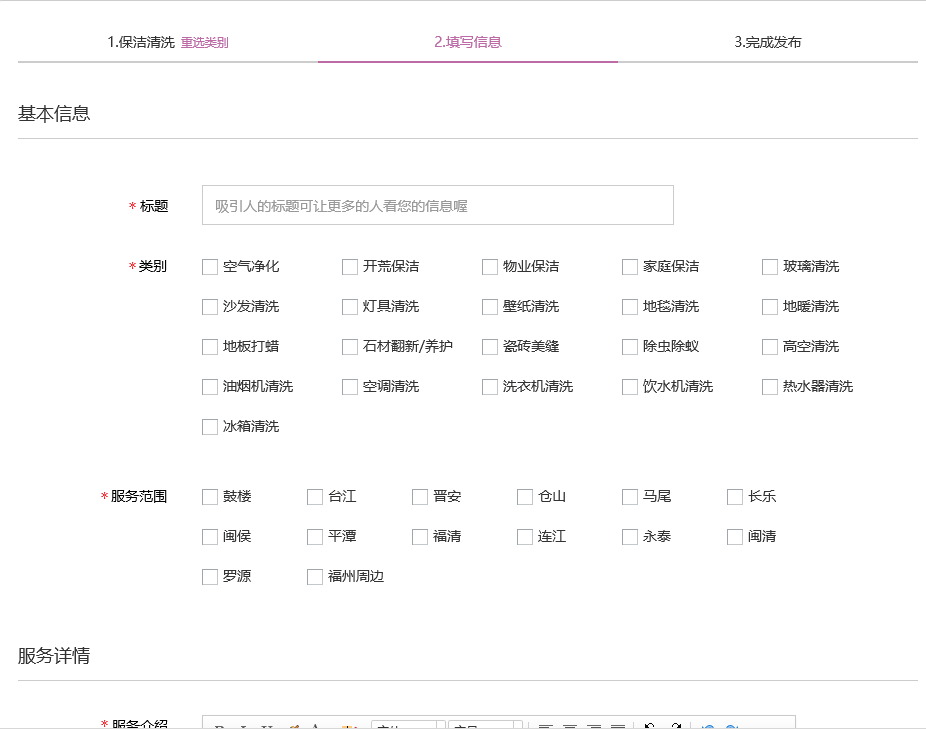 1.保洁清洗 重选类别 2.填写信息 3.完成发布
基本信息
* 标题 吸引人的标题可让更多的人看您的信息喔
* 类别 空气净化 开荒保洁 物业保洁 家庭保洁 玻璃清洗
沙发清洗 灯具清洗 壁纸清洗 地毯清洗 地暖清洗
地板打蜡 石材翻新/养护 瓷砖美缝 除虫除蚁 高空清洗
油烟机清洗 空调清洗 洗衣机清洗 饮水机清洗 热水器清洗
冰箱清洗
* 服务范围 鼓楼 台江 晋安 仓山 马尾 长乐
闽侯 平潭 福清 连江 永泰 闽清
罗源 福州周边
服务详情
* 服务介绍